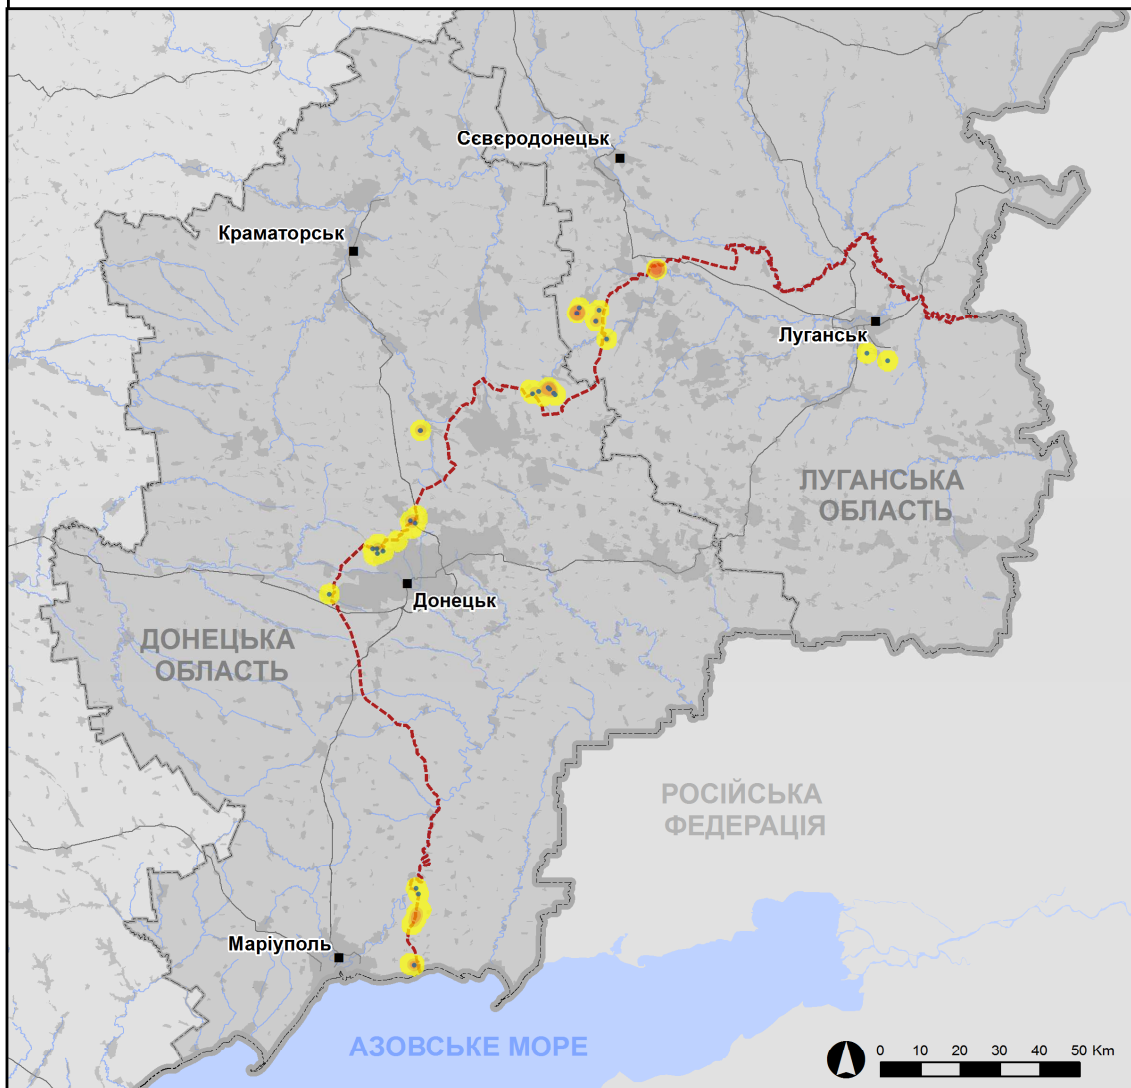 Сєвєродонецьк
Краматорськ
Луганськ
ЛУГАНСЬКА
ОБЛАСТЬ
Донецьк
ДОНЕЦЬКА
ОБЛАСТЬ
РОСІЙСЬКА
ФЕДЕРАЦІЯ
Маріуполь
АЗОВСЬКЕ МОРЕ
0 10 20 30 40 50 Km